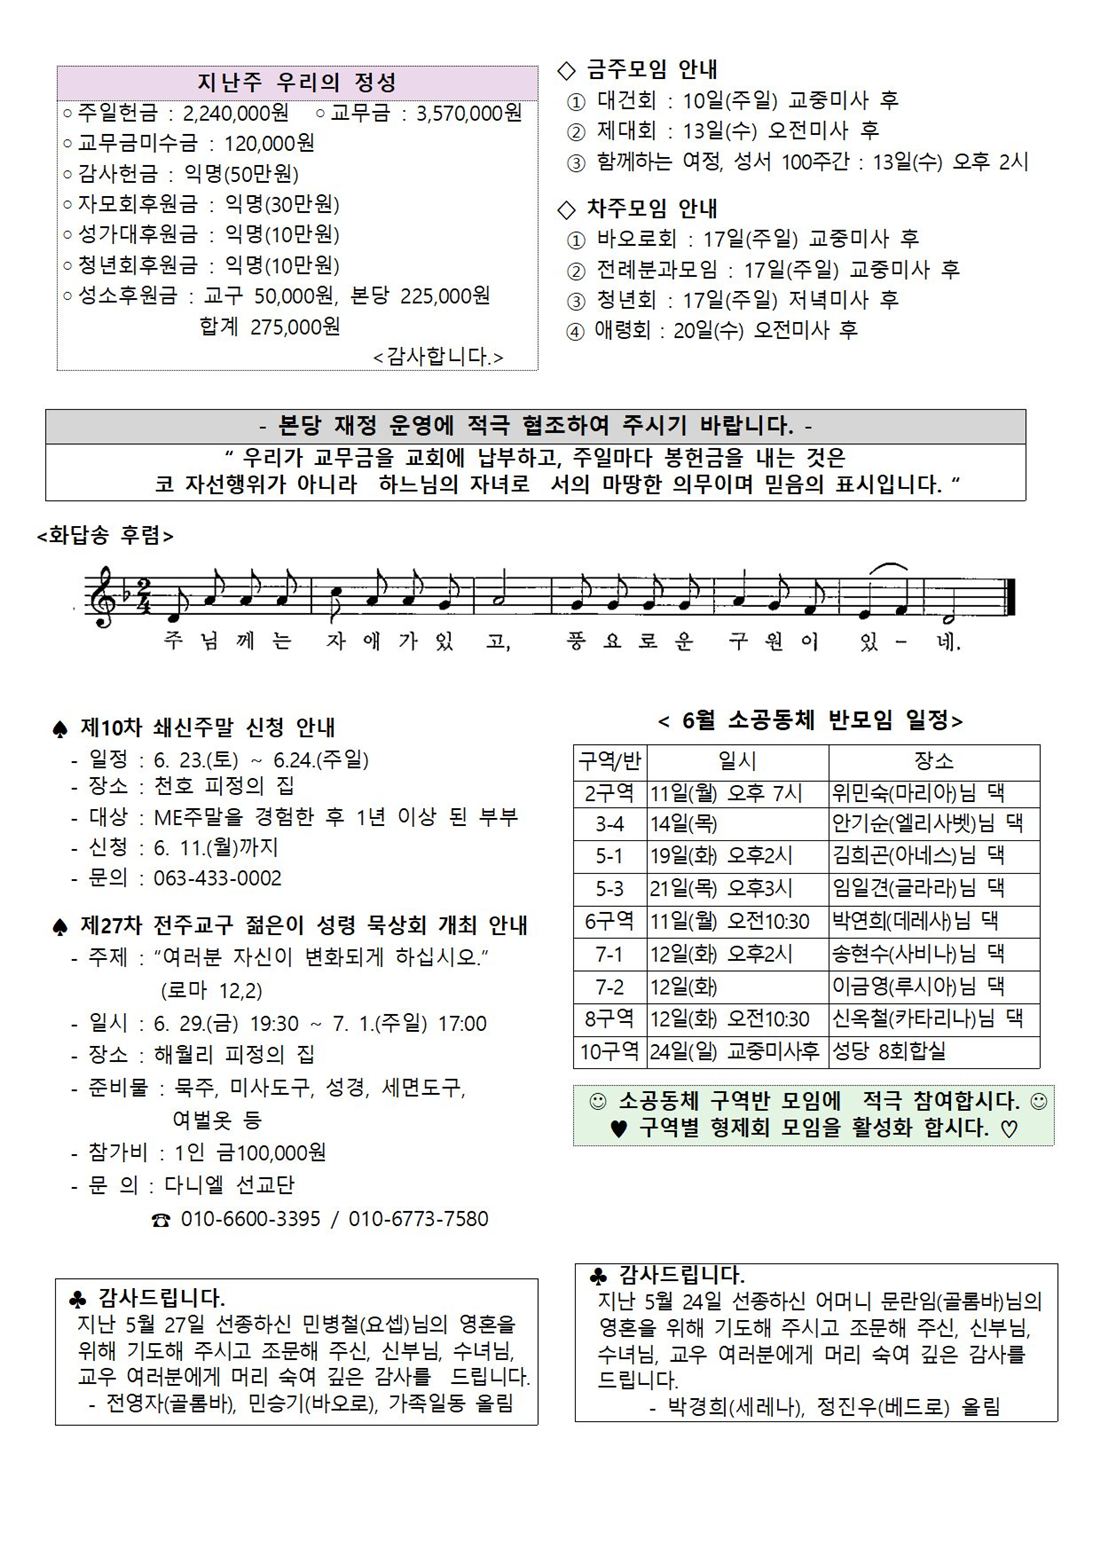 지난주 우리의 정성
○ 주일헌금 : 2,240,000원 ○ 교무금 : 3,570,000원
○ 교무금미수금 : 120,000원
○ 감사헌금 : 익명(50만원)
○ 자모회후원금 : 익명(30만원)
○ 성가대후원금 : 익명(10만원)
○ 청년회후원금 : 익명(10만원)
○ 성소후원금 : 교구 50,000원, 본당 225,000원
합계 275,000원
<감사합니다.>
◇ 금주모임 안내
① 대건회 : 10일(주일) 교중미사 후
② 제대회 : 13일(수) 오전미사 후
③ 함께하는 여정, 성서 100주간 : 13일(수) 오후 2시
◇ 차주모임 안내
① 바오로회 : 17일(주일) 교중미사 후
② 전례분과모임 : 17일(주일) 교중미사 후
③ 청년회 : 17일(주일) 저녁미사 후
④ 애령회 : 20일(수) 오전미사 후
- 본당 재정 운영에 적극 협조하여 주시기 바랍니다. -
“ 우리가 교무금을 교회에 납부하고, 주일마다 봉헌금을 내는 것은
코 자선행위가 아니라 하느님의 자녀로 서의 마땅한 의무이며 믿음의 표시입니다. “
<화답송 후렴>
2
4
주 님 께 는 자 애 가 있 고, 풍 요 로 운 구 원 이 있 - 네.
♠ 제10차 쇄신주말 신청 안내
- 일정 : 6. 23.(토) ~ 6.24.(주일)
- 장소 : 천호 피정의 집
- 대상 : ME주말을 경험한 후 1년 이상 된 부부
- 신청 : 6. 11.(월)까지
- 문의 : 063-433-0002
♠ 제27차 전주교구 젊은이 성령 묵상회 개최 안내
- 주제 : “여러분 자신이 변화되게 하십시오.”
(로마 12,2)
- 일시 : 6. 29.(금) 19:30 ~ 7. 1.(주일) 17:00
- 장소 : 해월리 피정의 집
- 준비물 : 묵주, 미사도구, 성경, 세면도구,
여벌옷 등
- 참가비 : 1인 금100,000원
- 문 의 : 다니엘 선교단
☎ 010-6600-3395 / 010-6773-7580
< 6월 소공동체 반모임 일정>
구역/반 일시 장소
2구역 11일(월) 오후 7시 위민숙(마리아)님 댁
3-4 14일(목) 안기순(엘리사벳)님 댁
5-1 19일(화) 오후2시 김희곤(아네스)님 댁
5-3 21일(목) 오후3시 임일견(글라라)님 댁
6구역 11일(월) 오전10:30 박연희(데레사)님 댁
7-1 12일(화) 오후2시 송현수(사비나)님 댁
7-2 12일(화) 이금영(루시아)님 댁
8구역 12일(화) 오전10:30 신옥철(카타리나)님 댁
10구역 24일(일) 교중미사후 성당 8회합실
☺ 소공동체 구역반 모임에 적극 참여합시다. ☺
♥ 구역별 형제회 모임을 활성화 합시다. ♡
♣ 감사드립니다.
지난 5월 27일 선종하신 민병철(요셉)님의 영혼을
위해 기도해 주시고 조문해 주신, 신부님, 수녀님,
교우 여러분에게 머리 숙여 깊은 감사를 드립니다.
- 전영자(골롬바), 민승기(바오로), 가족일동 올림
♣ 감사드립니다.
지난 5월 24일 선종하신 어머니 문란임(골롬바)님의
영혼을 위해 기도해 주시고 조문해 주신, 신부님,
수녀님, 교우 여러분에게 머리 숙여 깊은 감사를
드립니다.
- 박경희(세레나), 정진우(베드로) 올림